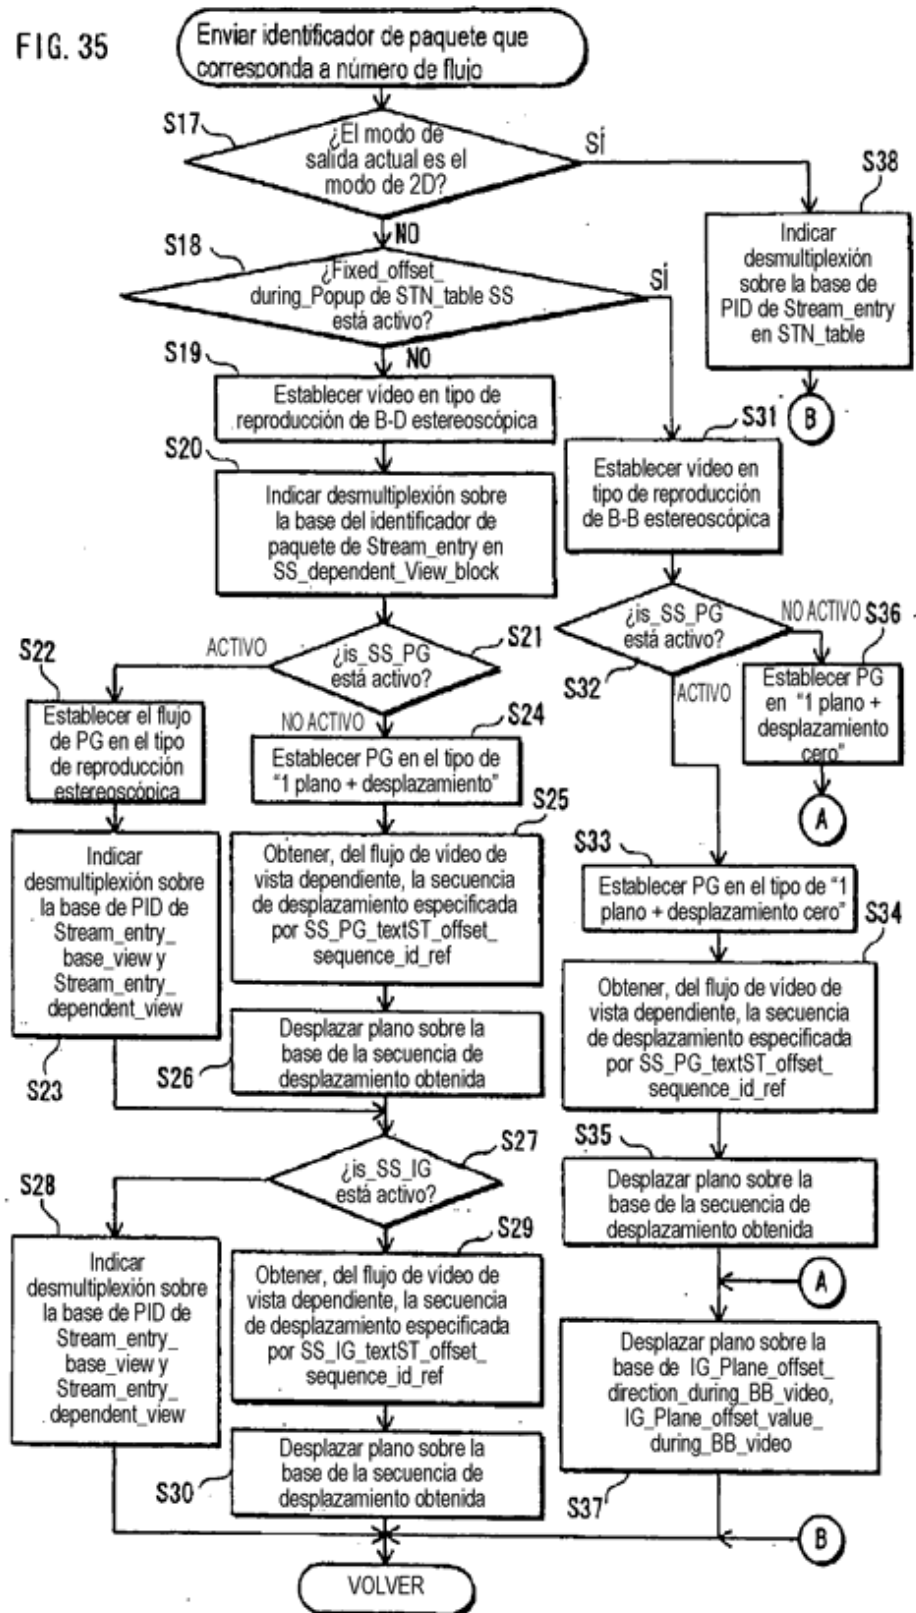 FIG. 35
Enviar identificador de paquete que
corresponda a número de flujo
S17
¿El modo de
salida actual es el
modo de 2D?
SÍ
NO
S38
Indicar
desmultiplexión
sobre la base de
PID de Stream_entry
en STN_table
B
S18
¿Fixed_offset_
during_Popup de STN_table SS
está activo?
SÍ
NO
S19
Establecer vídeo en tipo de
reproducción de B-D estereoscópica
S20
Indicar desmultiplexión sobre
la base del identificador de
paquete de Stream_entry en
SS_dependent_View_block
S31
Establecer vídeo en
tipo de reproducción
de B-B estereoscópica
S21
¿is_SS_PG
está activo?
ACTIVO
NO ACTIVO
S22
Establecer el flujo
de PG en el tipo
de reproducción
estereoscópica
S23
Indicar
desmultiplexión sobre
la base de PID de
Stream_entry_
base_view y
Stream_entry_
dependent_view
S24
Establecer PG en el tipo de
“1 plano + desplazamiento”
S25
Obtener, del flujo de vídeo de
vista dependiente, la secuencia
de desplazamiento especificada
por SS_PG_textST_offset_
sequence_id_ref
S26
Desplazar plano sobre la
base de la secuencia de
desplazamiento obtenida
S27
¿is_SS_IG
está activo?
S28
Indicar
desmultiplexión sobre
la base de PID de
Stream_entry_
base_view y
Stream_entry_
dependent_view
S29
Obtener, del flujo de vídeo de
vista dependiente, la secuencia
de desplazamiento especificada
por SS_IG_textST_offset_
sequence_id_ref
S30
Desplazar plano sobre la
base de la secuencia de
desplazamiento obtenida
S32
¿is_SS_PG
está activo?
NO ACTIVO
ACTIVO
S36
Establecer PG
en “1 plano +
desplazamiento
cero”
A
S33
Establecer PG en el tipo de “1
plano + desplazamiento cero”
S34
Obtener, del flujo de vídeo de
vista dependiente, la secuencia
de desplazamiento especificada
por SS_PG_textST_offset_
sequence_id_ref
S35
Desplazar plano sobre la
base de la secuencia de
desplazamiento obtenida
A
Desplazar plano sobre la
base de IG_Plane_offset_
direction_during_BB_video,
IG_Plane_offset_value_
during_BB_video
S37
B
VOLVER